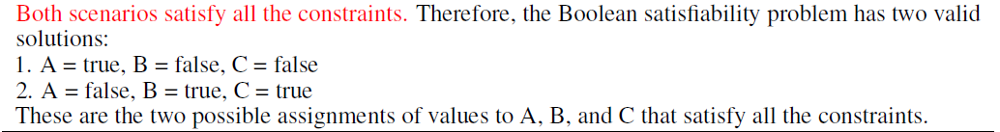 Both scenarios satisfy all the constraints. Therefore, the Boolean satisfiability problem has two valid
solutions:
1. A = true, B = false, C = false
2. A = false, B = true, C = true
These are the two possible assignments of values to A, B, and C that satisfy all the constraints.